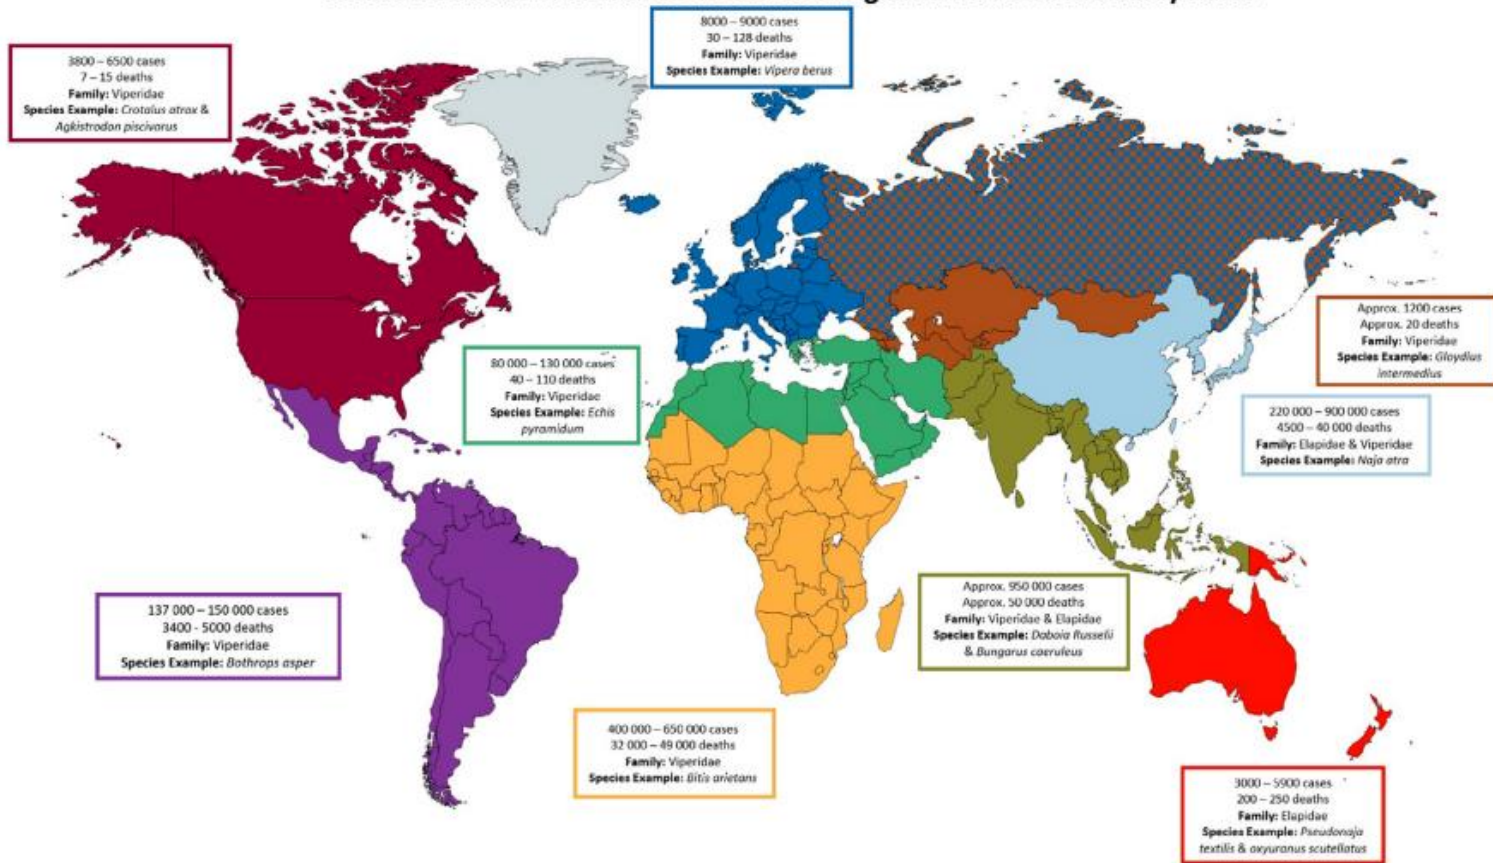 8000 – 9000 cases
30 – 128 deaths
Family: Viperidae
Species Example: Vipera berus
3800 – 6500 cases
7 – 15 deaths
Family: Viperidae
Species Example: Crotalus atrox &
Agkistrodon piscivorus
80 000 – 130 000 cases
40 – 110 deaths
Family: Viperidae
Species Example: Echis
pyramidum
Approx. 1200 cases
Approx. 20 deaths
Family: Viperidae
Species Example: Gloydius
intermedius
220 000 – 900 000 cases
4500 – 40 000 deaths
Family: Elapidae & Viperidae
Species Example: Naja atra
137 000 – 150 000 cases
3400 - 5000 deaths
Family: Viperidae
Species Example: Bothrops asper
Approx. 950 000 cases
Approx. 50 000 deaths
Family: Viperidae & Elapidae
Species Example: Daboia Russelii
& Bungarus caeruleus
400 000 – 650 000 cases
32 000 – 49 000 deaths
Family: Viperidae
Species Example: Bitis arietans
3000 – 5900 cases
200 – 250 deaths
Family: Elapidae
Species Example: Pseudonaja
textilis & oxyuranus scutellatus